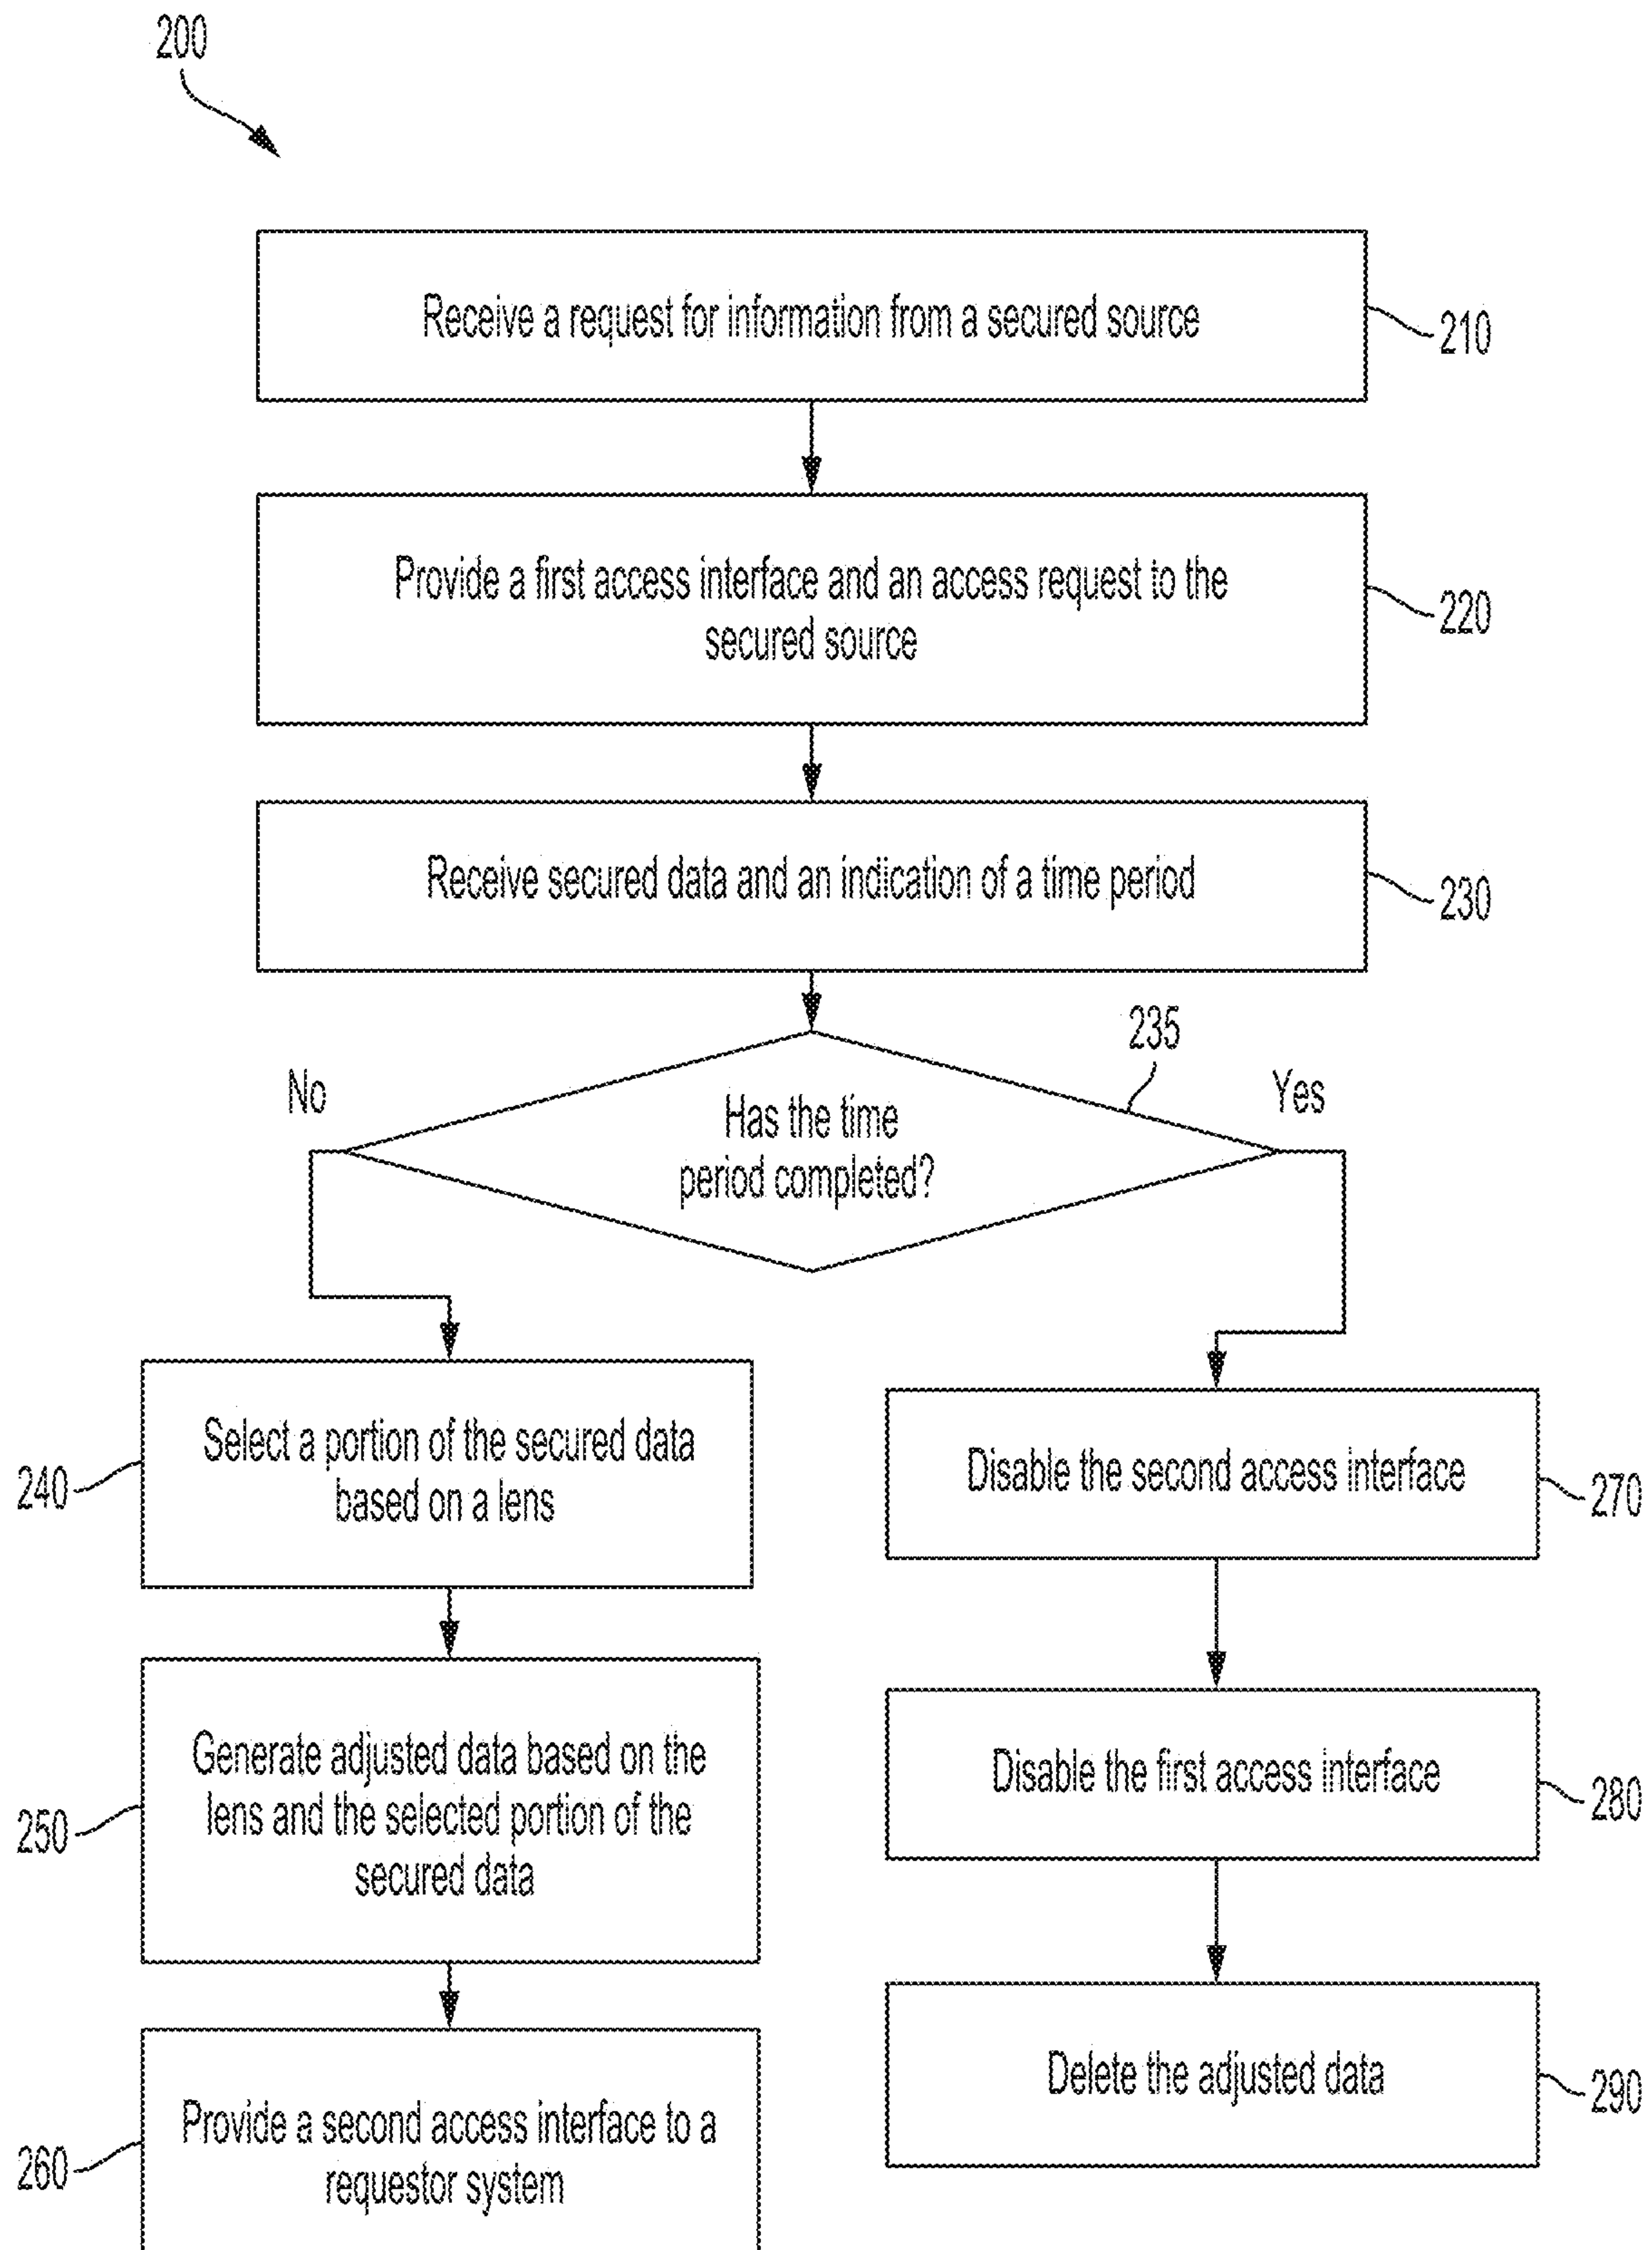 200
Receive a request for information from a secured source
210
Provide a first access interface and an access request to the
secured source
220
Receive secured data and an indication of a time period
230
235
No
Has the time
period completed?
Yes
Select a portion of the secured data
based on a lens
240
Disable the second access interface
270
Generate adjusted data based on the
lens and the selected portion of the
secured data
250
Disable the first access interface
280
Provide a second access interface to a
requestor system
260
Delete the adjusted data
290